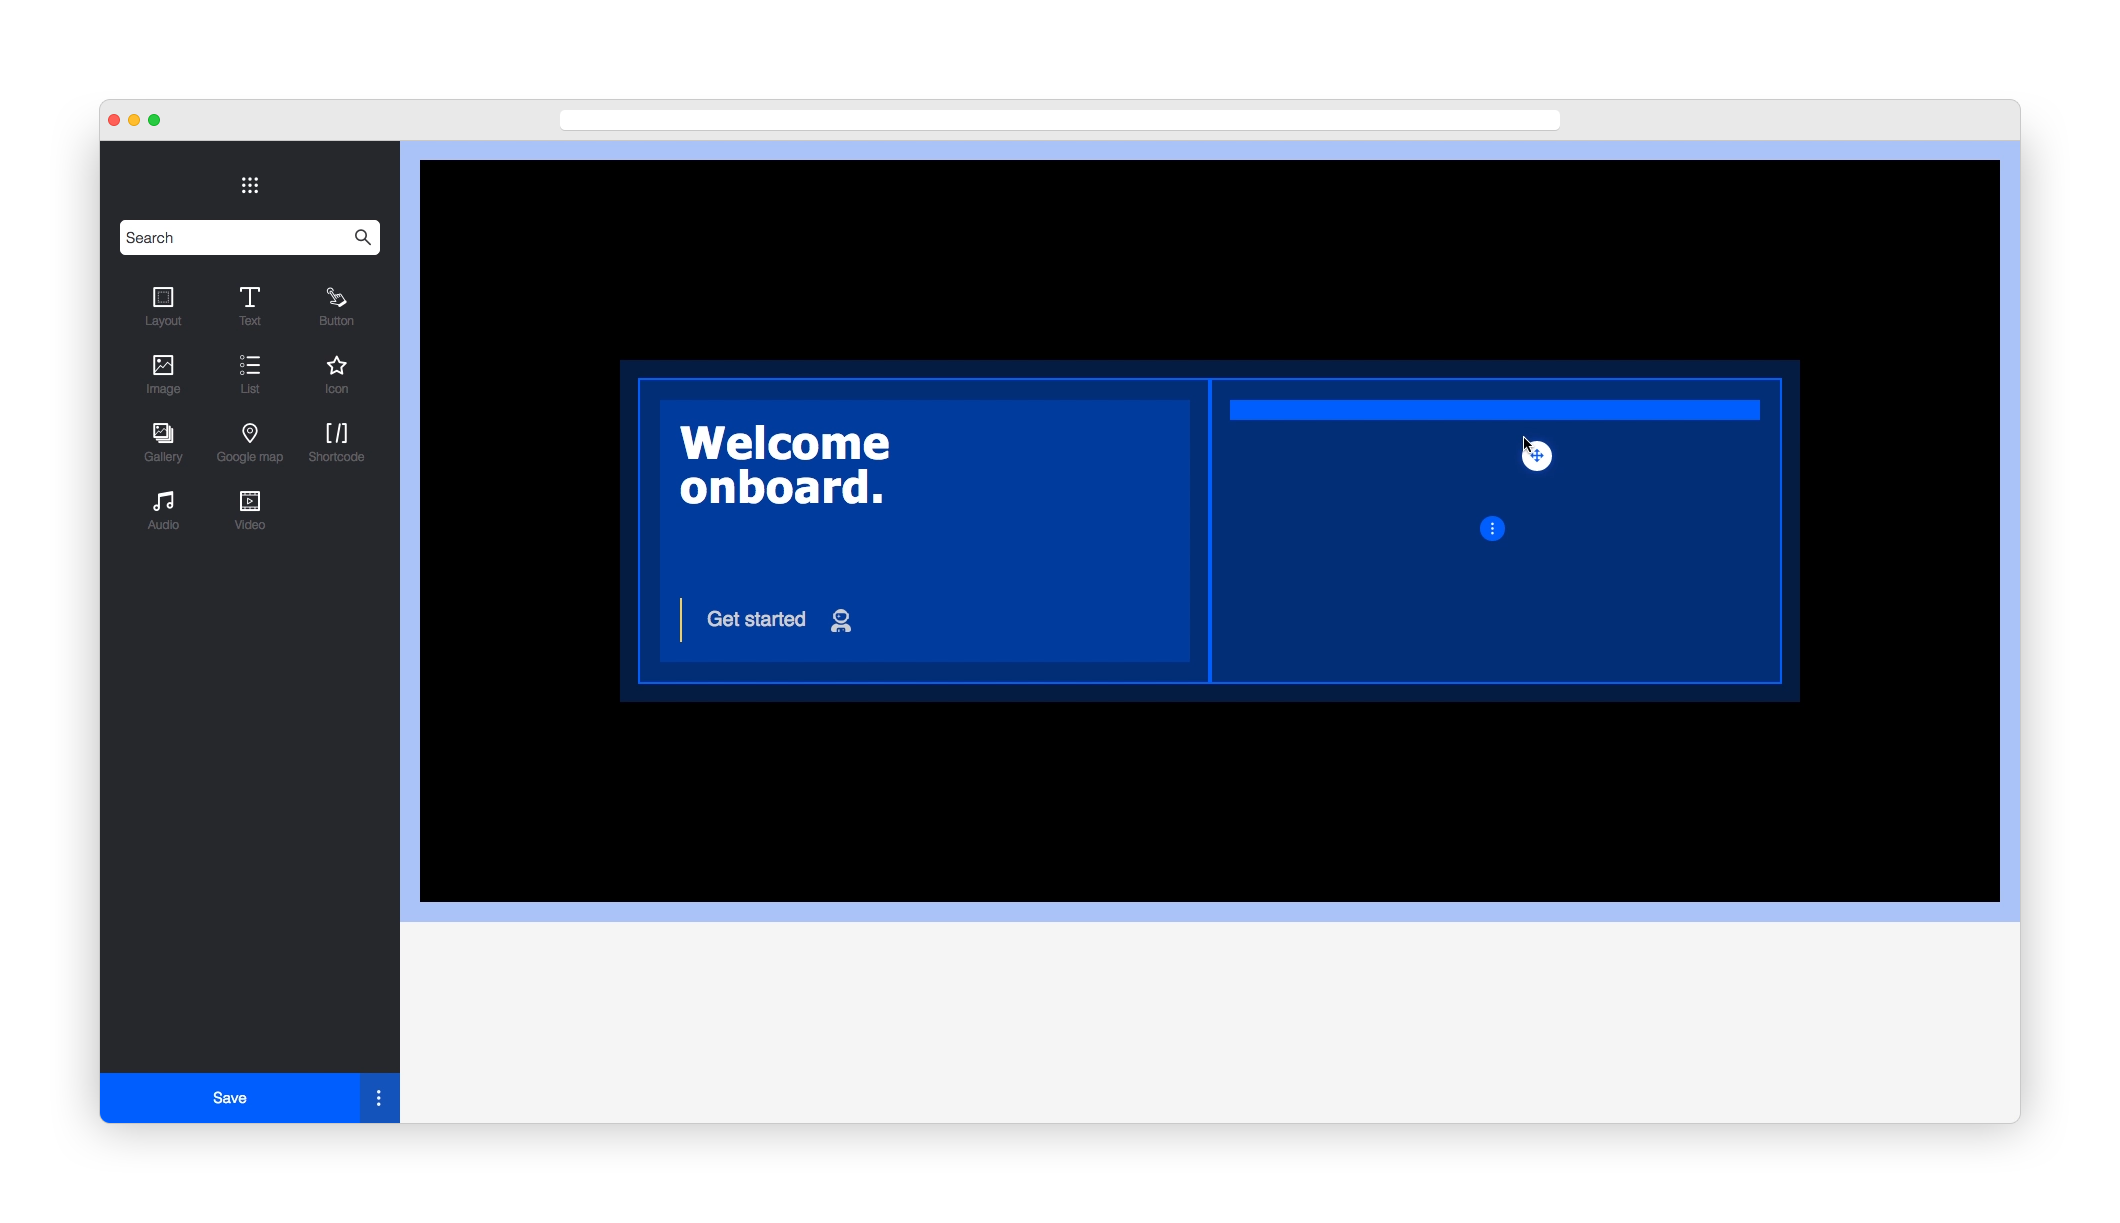 Search
Layout
Text
Button
Image
List
Icon
Gallery
Google map
Shortcode
Audio
Video
Save
Welcome
onboard.
Get started